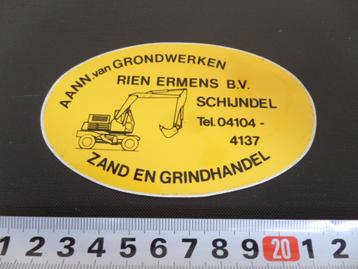 AANN. van GRONDWERKEN
RIEN ERMENS B.V.
SCHIJNDEL
Tel. 04104-
4137
ZAND EN GRINDHANDEL
1 2 3 4 5 6 7 8 9 20 1 2 3